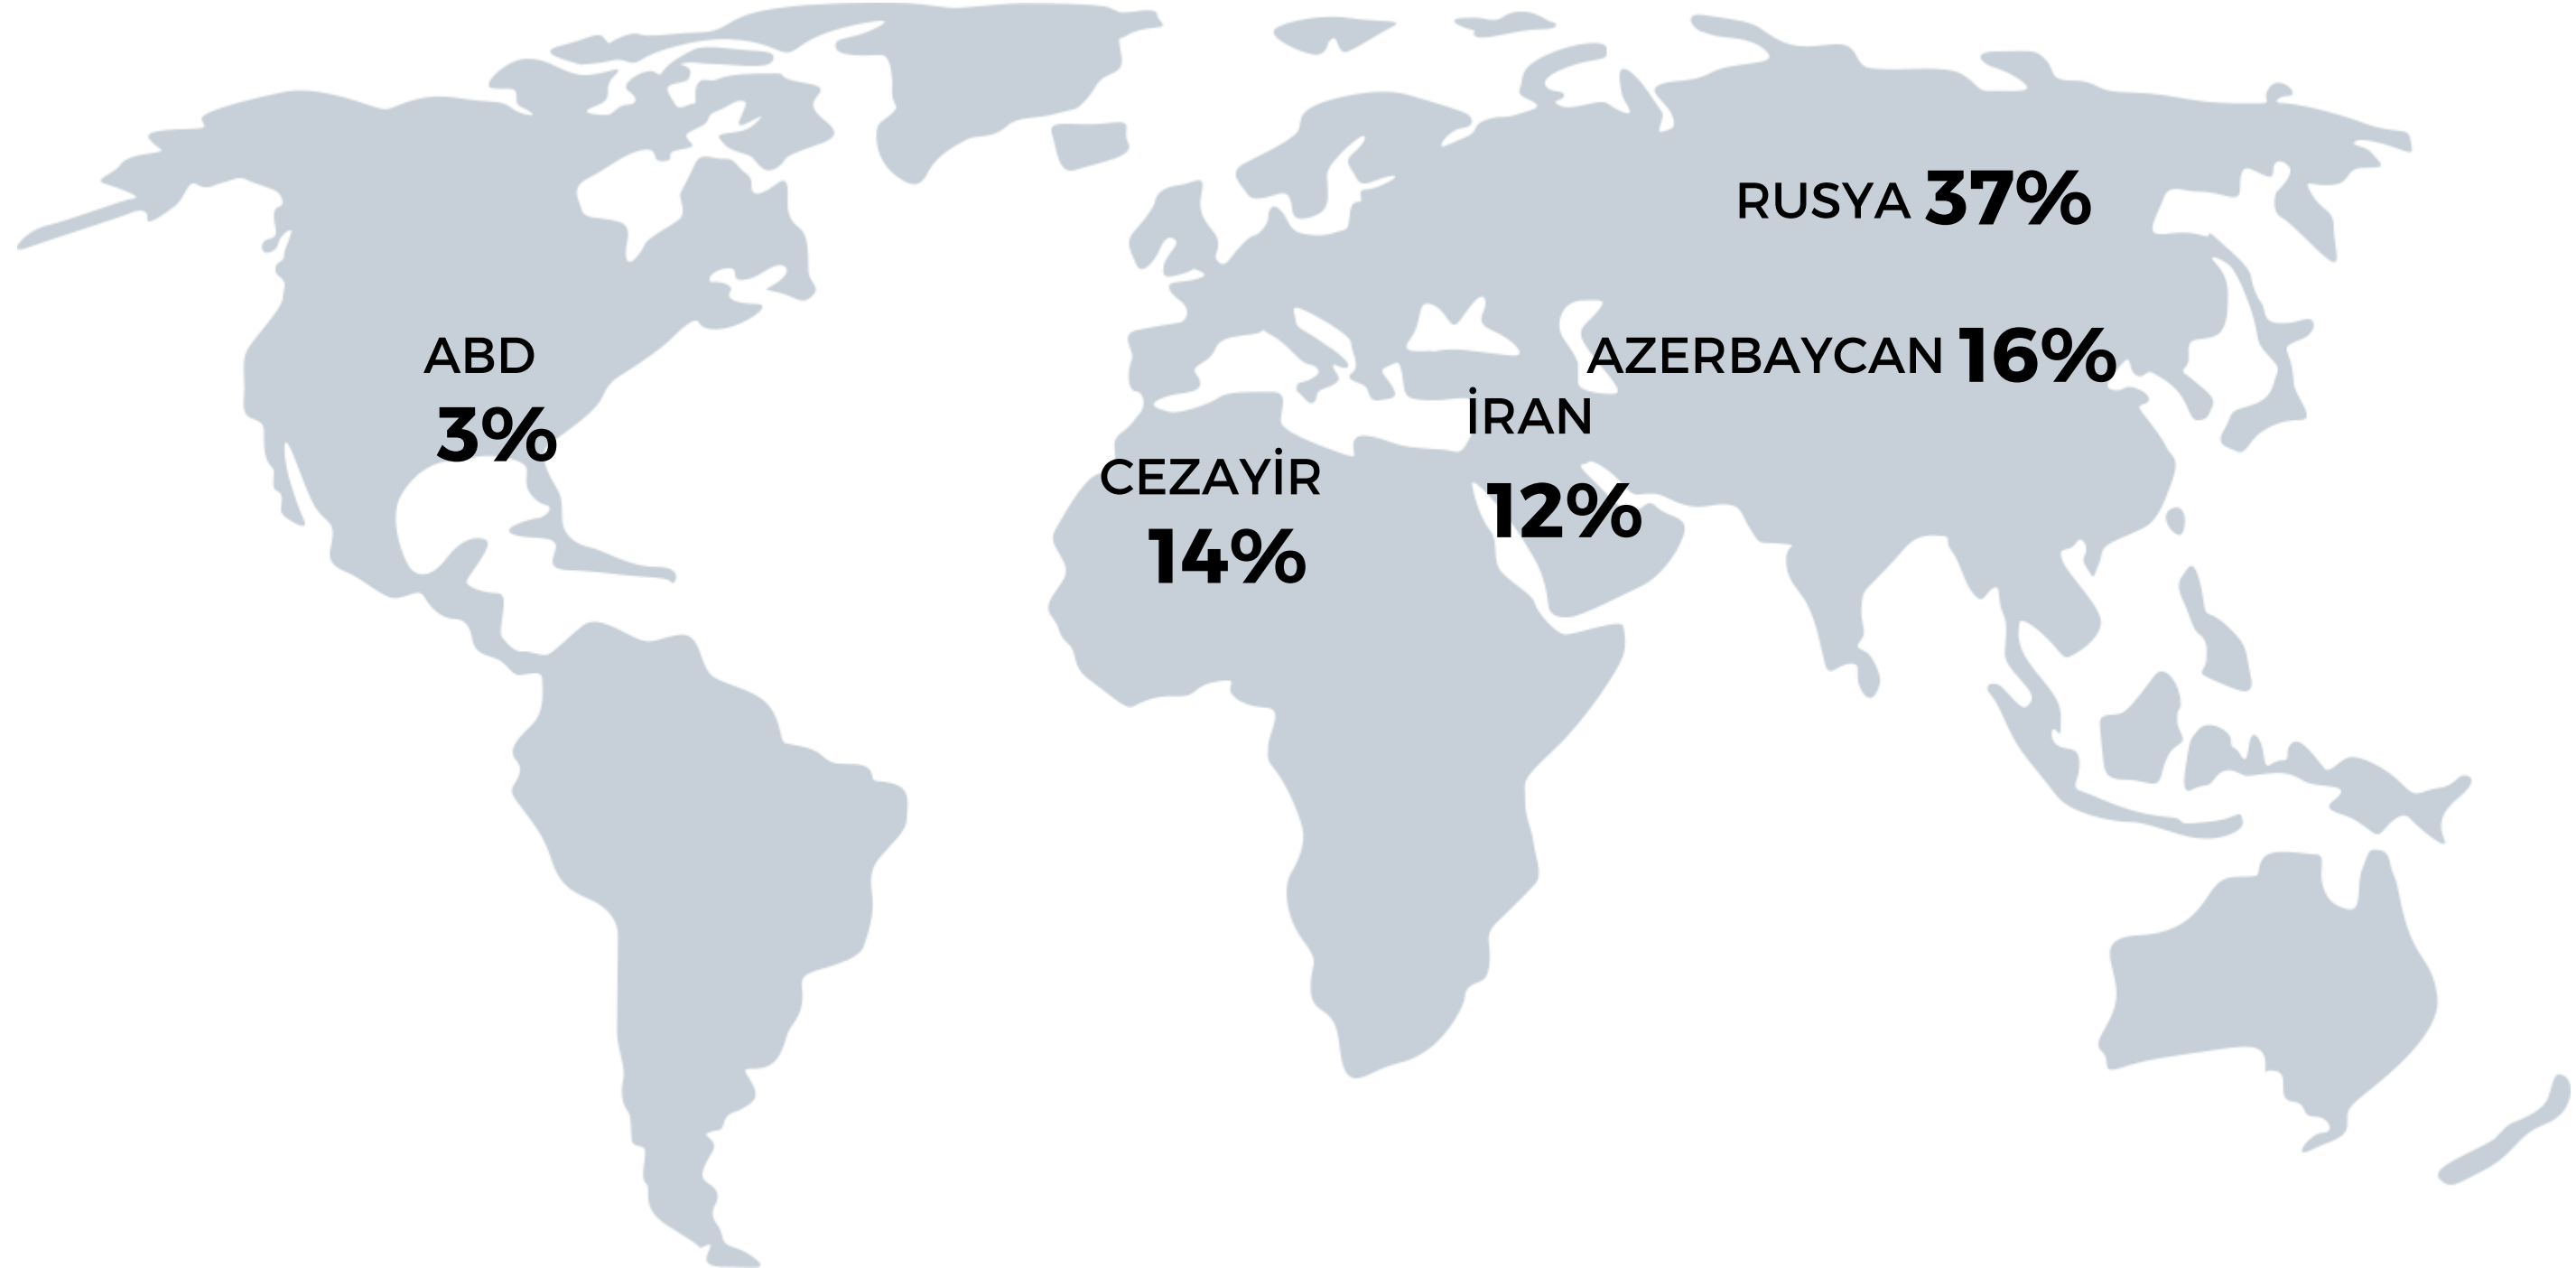 RUSYA 37%
ABD
3%
AZERBAYCAN 16%
İRAN
12%
CEZAYİR
14%